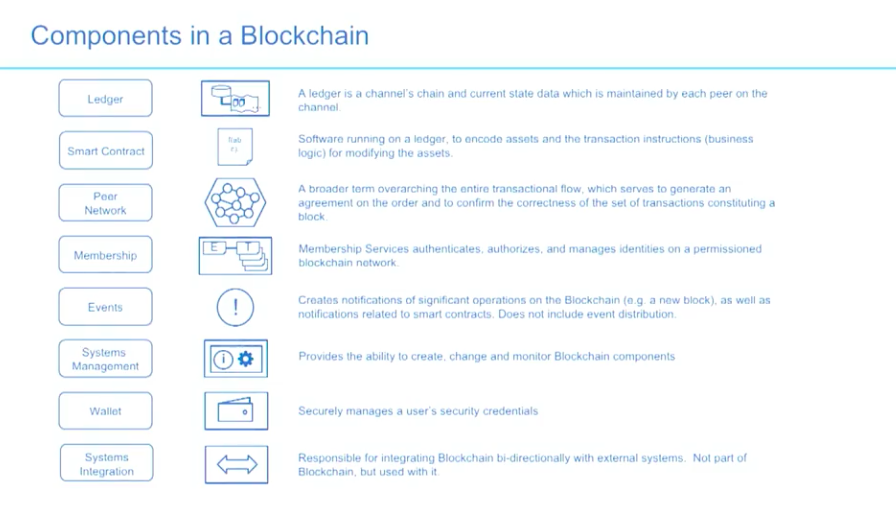 Components in a Blockchain
Ledger
A ledger is a channel's chain and current state data which is maintained by each peer on the
channel.
Smart Contract
Software running on a ledger, to encode assets and the transaction instructions (business
logic) for modifying the assets.
Peer
Network
A broader term overarching the entire transactional flow, which serves to generate an
agreement on the order and to confirm the correctness of the set of transactions constituting a
block.
Membership
E T
Membership Services authenticates, authorizes, and manages identities on a permissioned
blockchain network.
Events
!
Creates notifications of significant operations on the Blockchain (e.g. a new block), as well as
notifications related to smart contracts. Does not include event distribution.
Systems
Management
i
Provides the ability to create, change and monitor Blockchain components
Wallet
Securely manages a user's security credentials
Systems
Integration
Responsible for integrating Blockchain bi-directionally with external systems. Not part of
Blockchain, but used with it.